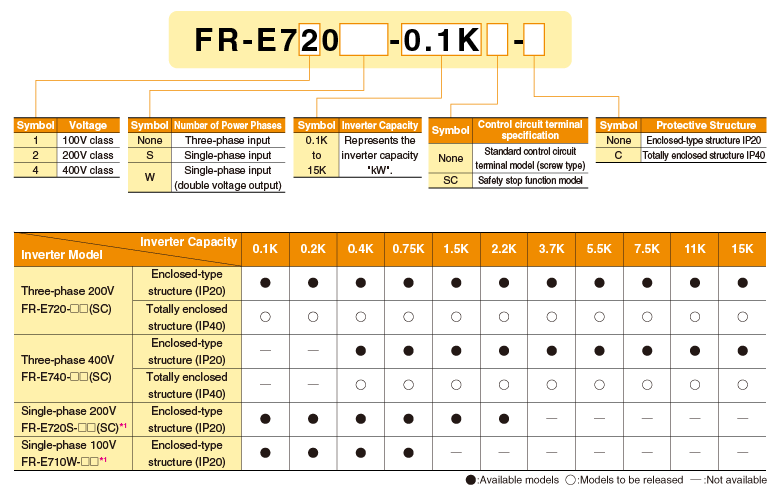 FR-E720 -0.1K -
Symbol Voltage
1 100V class
2 200V class
4 400V class
Symbol Number of Power Phases
None Three-phase input
S Single-phase input
W Single-phase input
(double voltage output)
Symbol Inverter Capacity
0.1K Represents the
to inverter capacity
15K "kW".
Symbol Control circuit terminal
specification
None Standard control circuit
terminal model (screw type)
SC Safety stop function model
Symbol Protective Structure
None Enclosed-type structure IP20
C Totally enclosed structure IP40
Inverter Capacity
Inverter Model
0.1K 0.2K 0.4K 0.75K 1.5K 2.2K 3.7K 5.5K 7.5K 11K 15K
Three-phase 200V
FR-E720-□□(SC)
Enclosed-type
structure (IP20)
● ● ● ● ● ● ● ● ● ● ●
Totally enclosed
structure (IP40)
○ ○ ○ ○ ○ ○ ○ ○ ○ ○ ○
Three-phase 400V
FR-E740-□□(SC)
Enclosed-type
structure (IP20)
— — ● ● ● ● ● ● ● ● ●
Totally enclosed
structure (IP40)
— — ○ ○ ○ ○ ○ ○ ○ ○ ○
Single-phase 200V
FR-E720S-□□(SC)*1
Enclosed-type
structure (IP20)
● ● ● ● ● ● — — — — —
Single-phase 100V
FR-E710W-□□*1
Enclosed-type
structure (IP20)
● ● ● ● — — — — — — —
●:Available models ○:Models to be released —:Not available